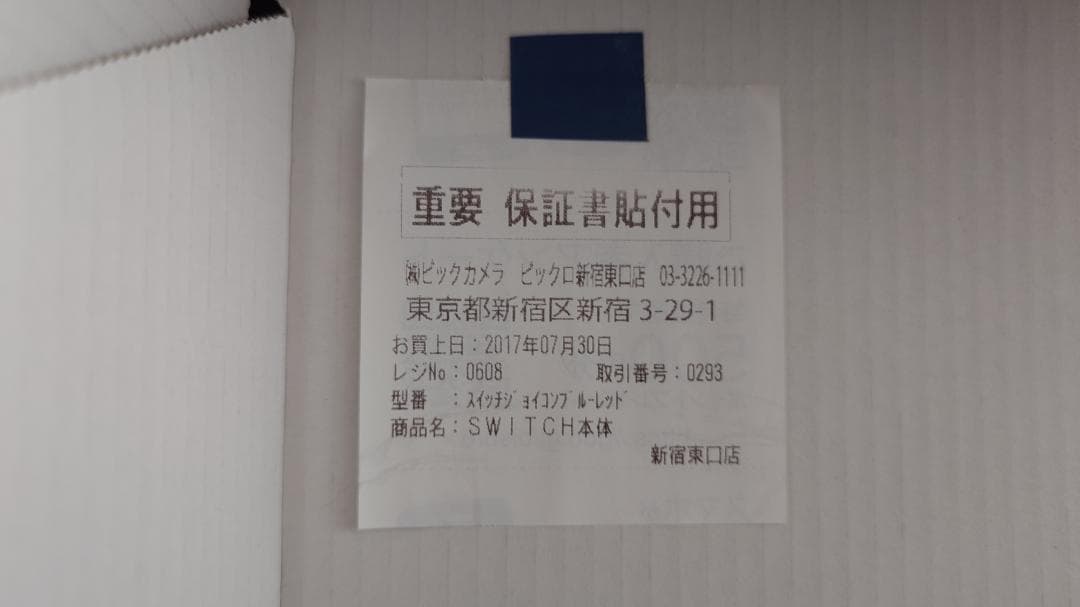 重要 保証書貼付用
㈱ビックカメラ ビックロ新宿東口店 03-3226-1111
東京都新宿区新宿3-29-1
お買上日：2017年07月30日
レジNo：0608 取引番号：0293
型番 ：ｽｲｯﾁｼﾞｮｲｺﾝﾌﾞﾙｰﾚｯﾄﾞ
商品名：ＳＷＩＴＣＨ本体
新宿東口店